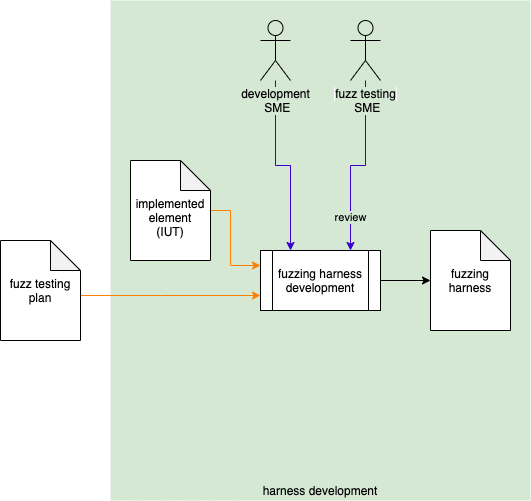 development
SME
fuzz testing
SME
implemented
element
(IUT)
review
fuzz testing
plan
fuzzing harness
development
fuzzing
harness
harness development